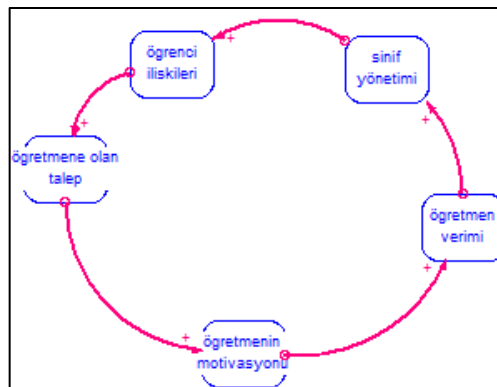 ögrenci
iliskileri
+
sinif
yönetimi
+
+
ögretmene olan
talep
ögretmen
verimi
+
+
ögretmenin
motivasyonu